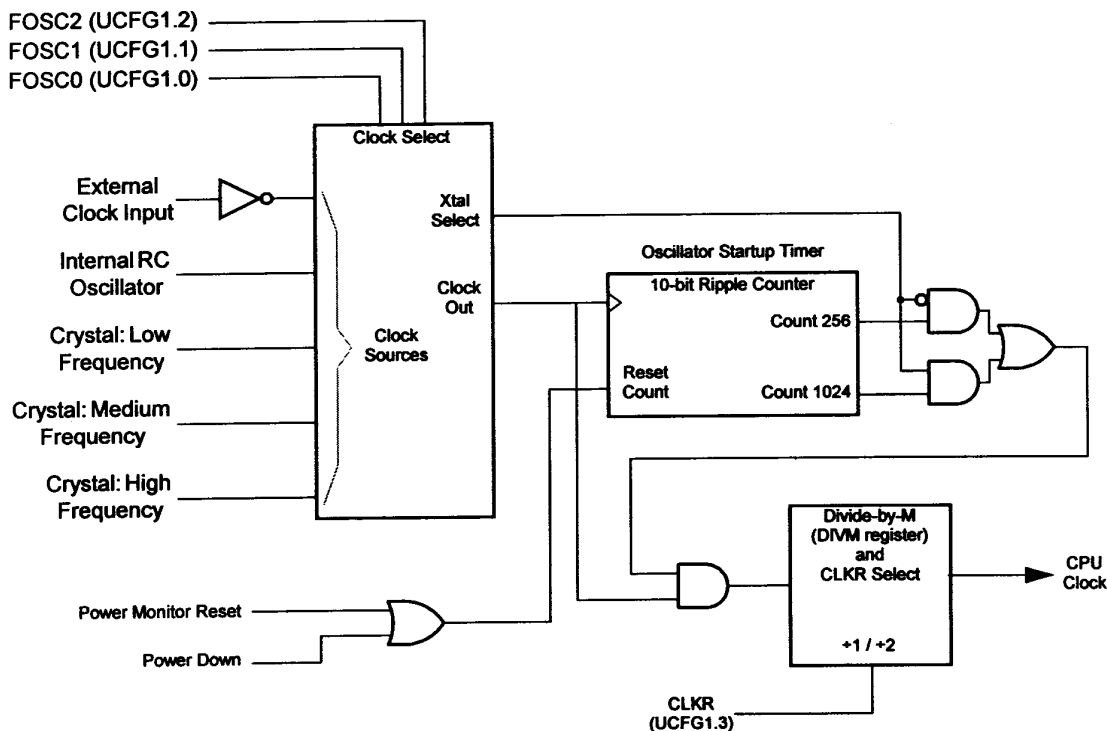 FOSC2 (UCFG1.2)
FOSC1 (UCFG1.1)
FOSC0 (UCFG1.0)
Clock Select
External
Clock Input
Xtal
Select
Internal RC
Oscillator
Clock
Out
Oscillator Startup Timer
10-bit Ripple Counter
Count 256
Crystal: Low
Frequency
Clock
Sources
Reset
Count
Count 1024
Crystal: Medium
Frequency
Crystal: High
Frequency
Divide-by-M
(DIVM register)
and
CLKR Select
CPU
Clock
Power Monitor Reset
Power Down
÷1 / ÷2
CLKR
(UCFG1.3)